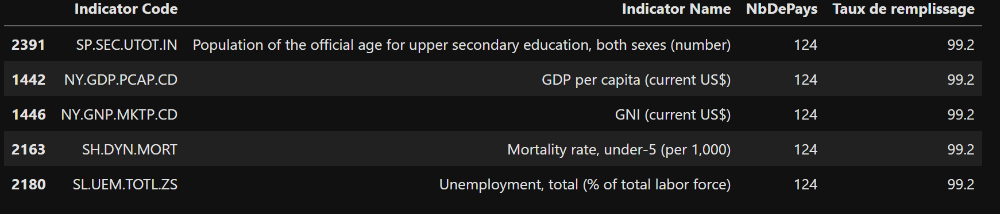 Indicator Code Indicator Name NbDePays Taux de remplissage
2391 SP.SEC.UTOT.IN Population of the official age for upper secondary education, both sexes (number) 124 99.2
1442 NY.GDP.PCAP.CD GDP per capita (current US$) 124 99.2
1446 NY.GNP.MKTP.CD GNI (current US$) 124 99.2
2163 SH.DYN.MORT Mortality rate, under-5 (per 1,000) 124 99.2
2180 SL.UEM.TOTL.ZS Unemployment, total (% of total labor force) 124 99.2